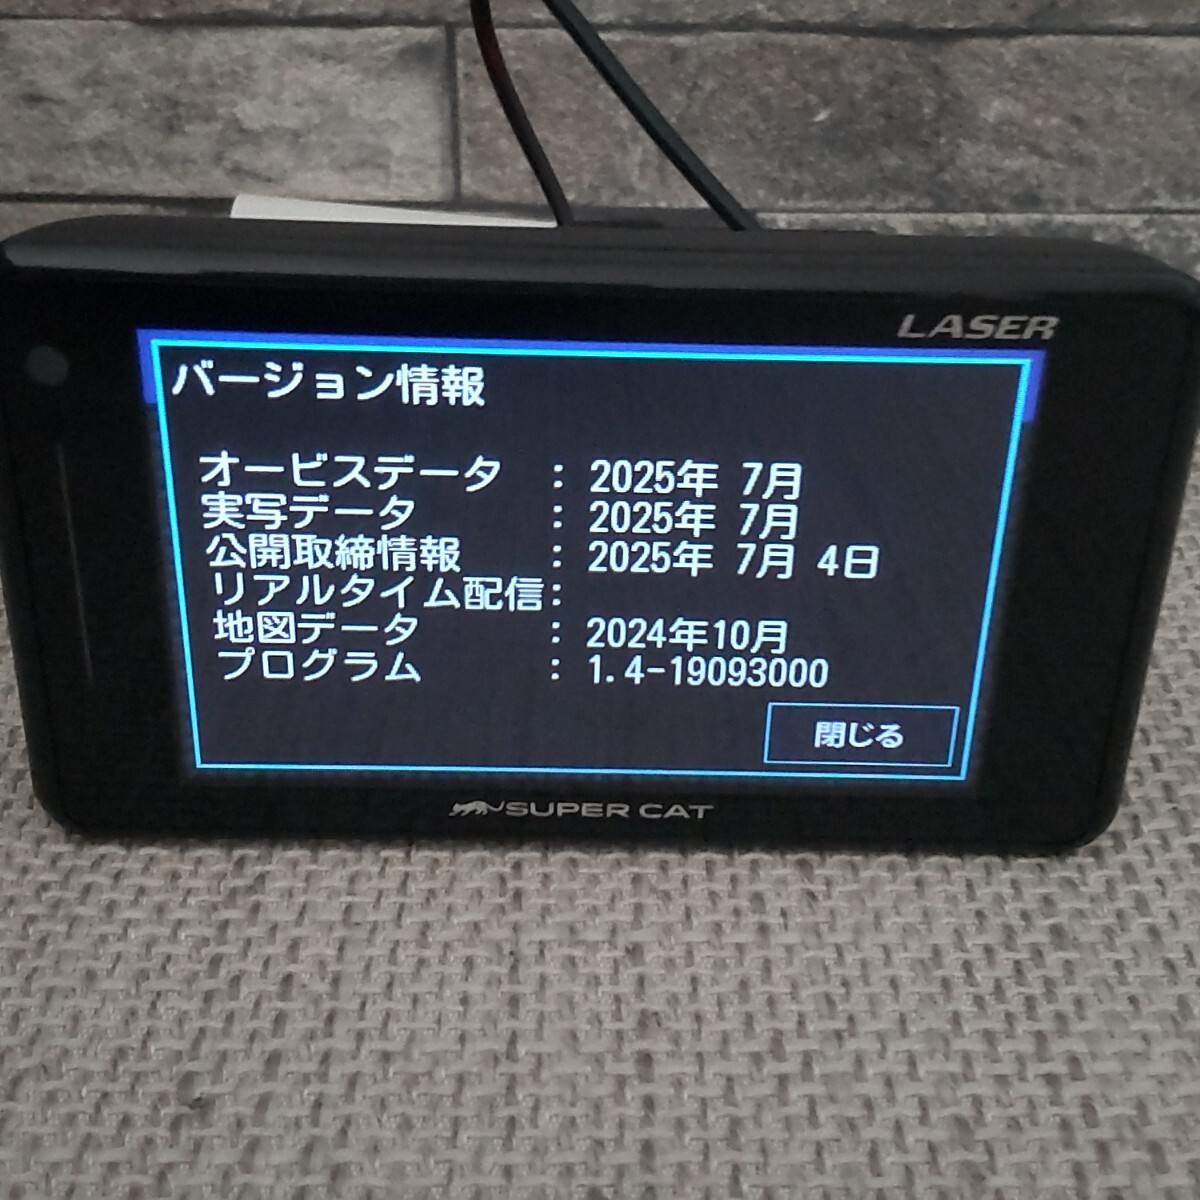 LASER
バージョン情報
オービスデータ : 2025年 7月
実写データ : 2025年 7月
公開取締情報 : 2025年 7月 4日
リアルタイム配信:
地図データ : 2024年10月
プログラム : 1.4-19093000
閉じる
SUPER CAT